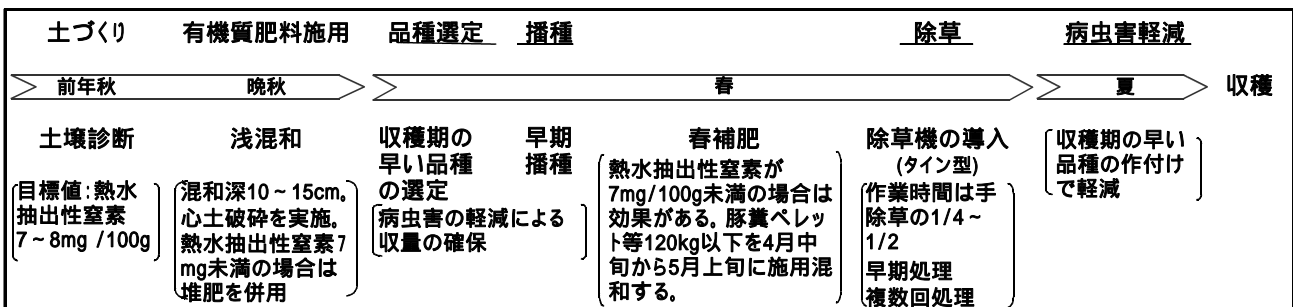 土づくり 有機質肥料施用 品種選定 播種 除草 病虫害軽減
前年秋 晩秋 春 夏 収穫
土壌診断
目標値:熱水
抽出性窒素
7~8mg /100g
浅混和
混和深10~15cm。
心土破砕を実施。
熱水抽出性窒素7
mg未満の場合は
堆肥を併用
収穫期の
早い品種
の選定
早期
播種
病虫害の軽減による
収量の確保
春補肥
熱水抽出性窒素が
7mg/100g未満の場合は
効果がある。豚糞ペレッ
ト等120kg以下を4月中
旬から5月上旬に施用混
和する。
除草機の導入
(タイン型)
作業時間は手
除草の1/4~
1/2
早期処理
複数回処理
収穫期の早い
品種の作付け
で軽減